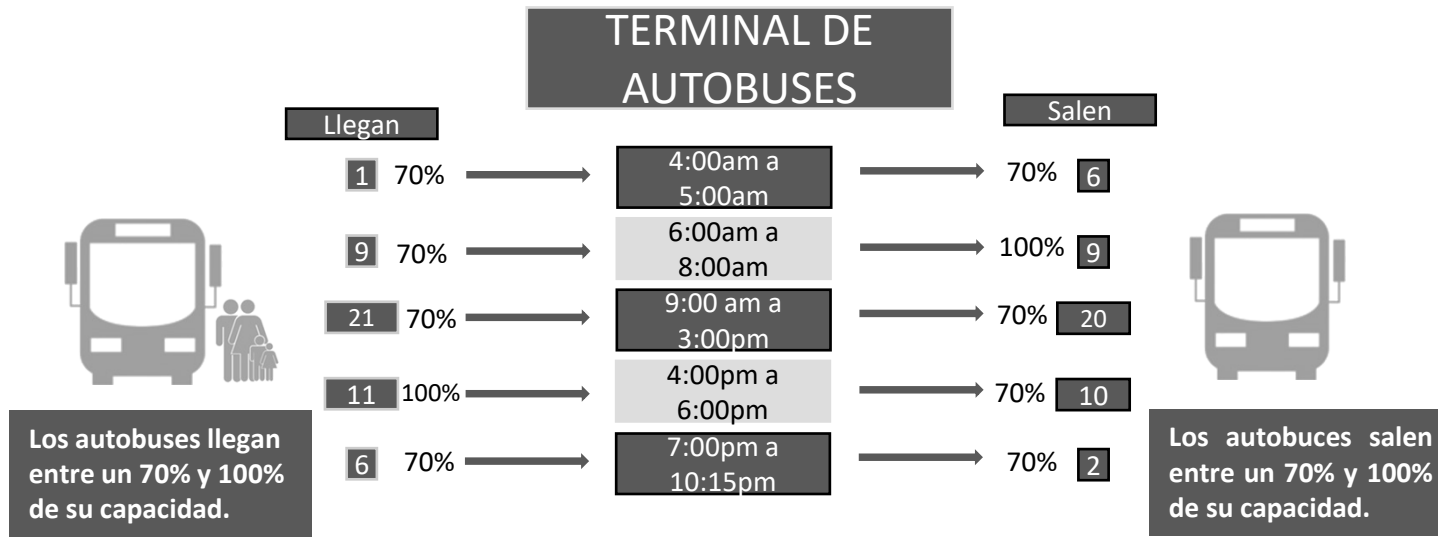 TERMINAL DE
AUTOBUSES
Llegan
Salen
1 70%
4:00am a
5:00am
70% 6
9 70%
6:00am a
8:00am
100% 9
21 70%
9:00 am a
3:00pm
70% 20
11 100%
4:00pm a
6:00pm
70% 10
6 70%
7:00pm a
10:15pm
70% 2
Los autobuses llegan
entre un 70% y 100%
de su capacidad.
Los autobuces salen
entre un 70% y 100%
de su capacidad.